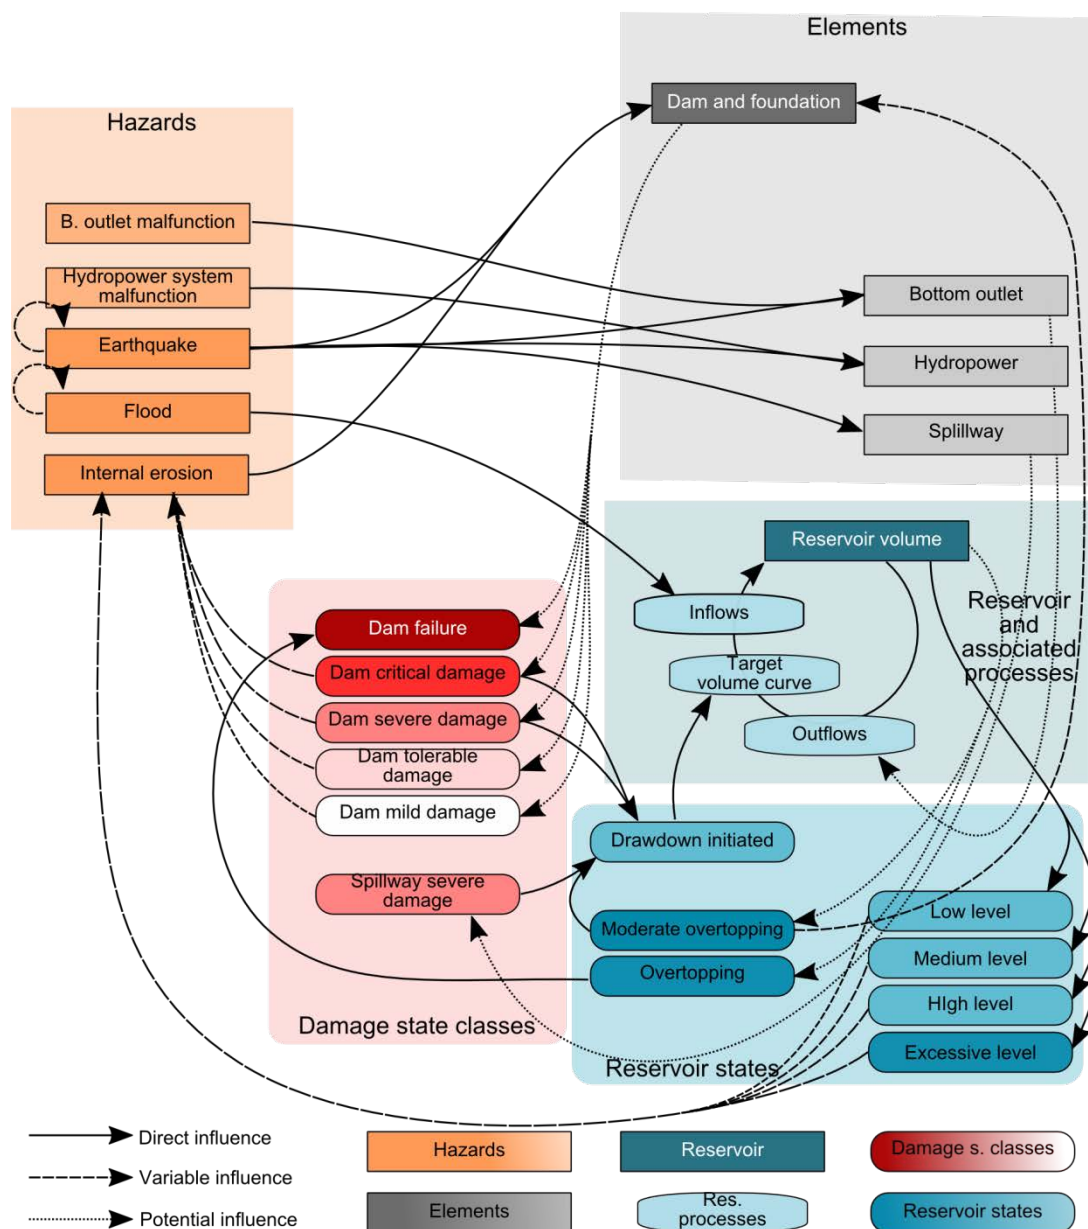 Elements
Dam and foundation
Hazards
B. outlet malfunction
Hydropower system
malfunction
Earthquake
Flood
Internal erosion
Bottom outlet
Hydropower
Splillway
Reservoir volume
Inflows
Target
volume curve
Outflows
Reservoir
and
associated
processes
Dam failure
Dam critical damage
Dam severe damage
Dam tolerable
damage
Dam mild damage
Spillway severe
damage
Damage state classes
Drawdown initiated
Moderate overtopping
Overtopping
Low level
Medium level
HIgh level
Excessive level
Reservoir states
Direct influence
Variable influence
Potential influence
Hazards
Elements
Reservoir
Res.
processes
Damage s. classes
Reservoir states